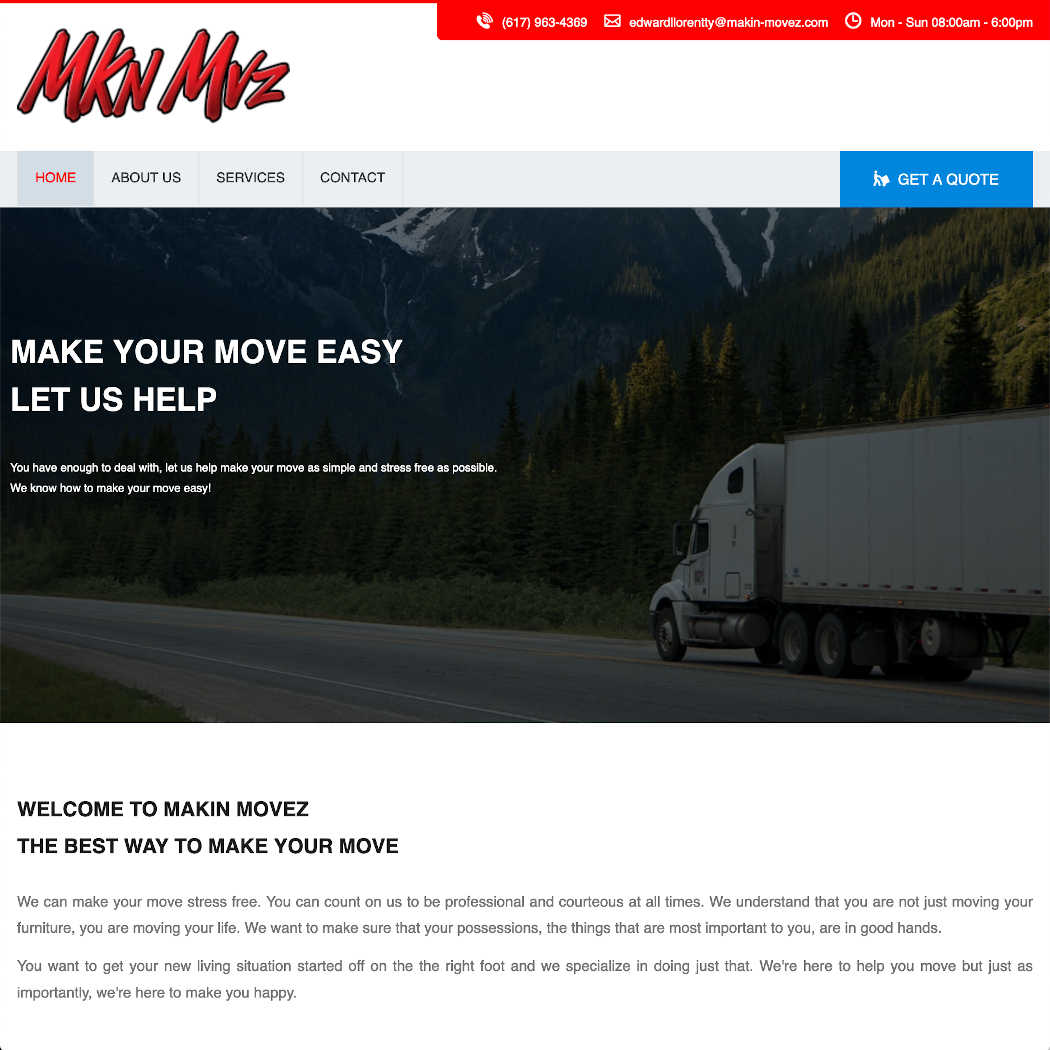 (617) 963-4369 edwardllorentty@makin-movez.com Mon - Sun 08:00am - 6:00pm
MKN MVZ
HOME ABOUT US SERVICES CONTACT GET A QUOTE
MAKE YOUR MOVE EASY
LET US HELP
You have enough to deal with, let us help make your move as simple and stress free as possible.
We know how to make your move easy!
WELCOME TO MAKIN MOVEZ
THE BEST WAY TO MAKE YOUR MOVE
We can make your move stress free. You can count on us to be professional and courteous at all times. We understand that you are not just moving your
furniture, you are moving your life. We want to make sure that your possessions, the things that are most important to you, are in good hands.
You want to get your new living situation started off on the the right foot and we specialize in doing just that. We're here to help you move but just as
importantly, we're here to make you happy.